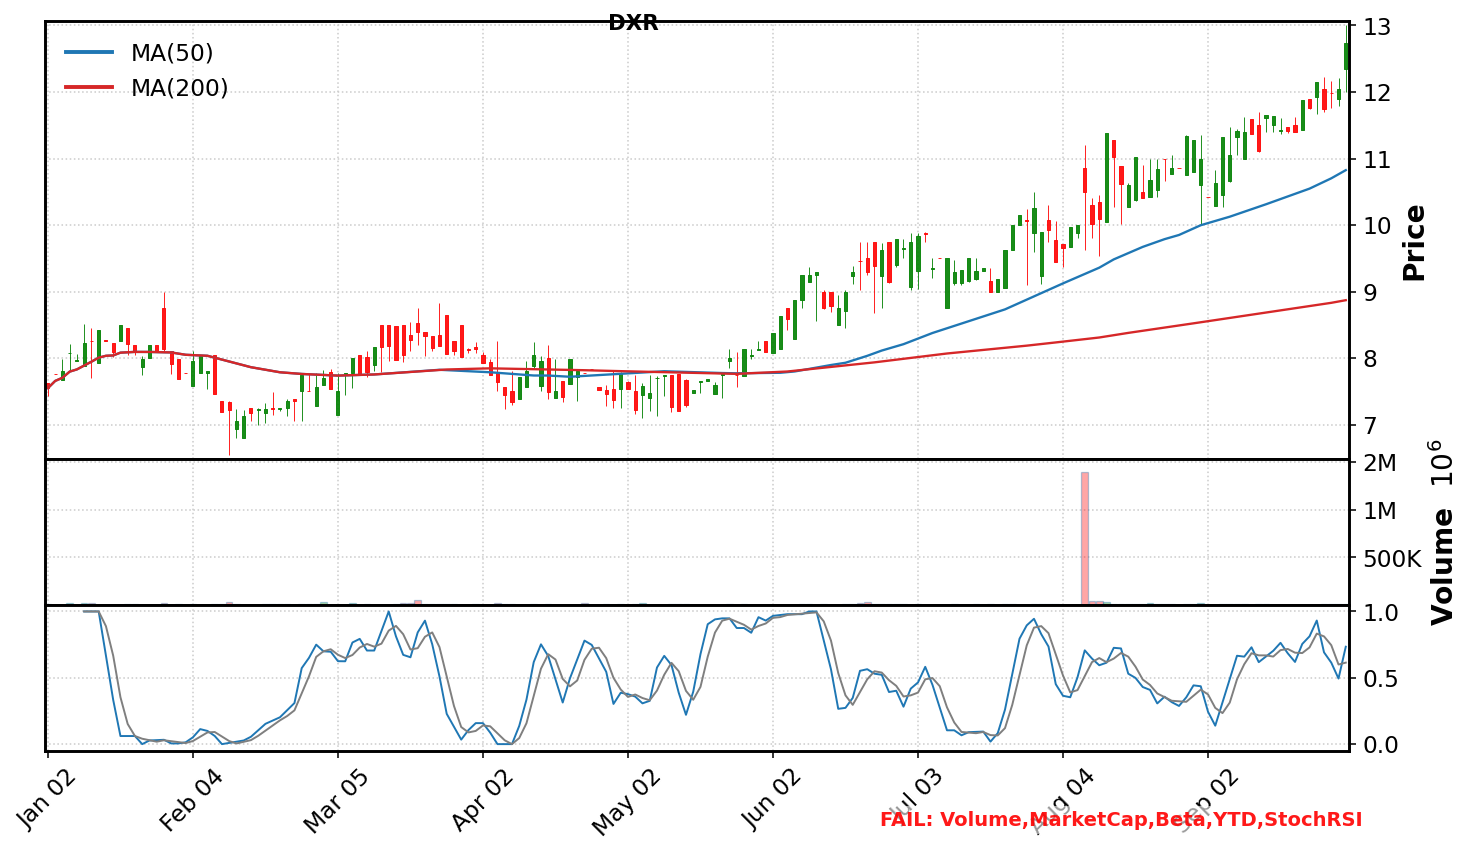 DXR
MA(50)
MA(200)
13
12
11
10
9
8
7
Price
2M
1M
500K
Volume 10^6
1.0
0.5
0.0
Jan 02
Feb 04
Mar 05
Apr 02
May 02
Jun 02
Jul 03
Aug 04
Sep 02
FAIL: Volume,MarketCap,Beta,YTD,StochRSI